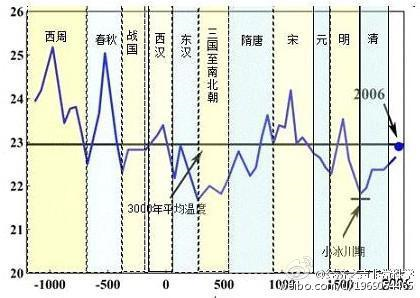 26
25
24
23
22
21
20
西周
春秋
战国
西汉
东汉
三国至南北朝
隋唐
宋
元
明
清
2006
3000年平均温度
小冰川期
-1000
-500
0
500
1000
1500